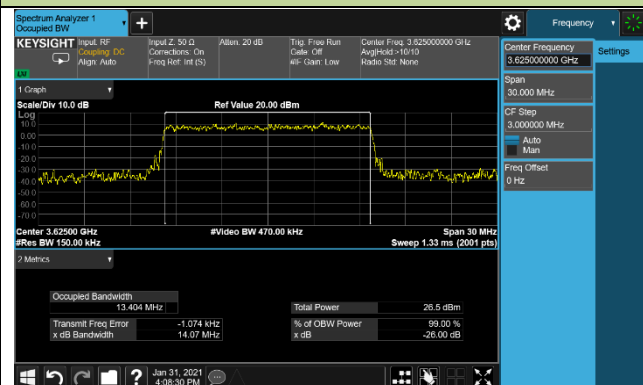 Spectrum Analyzer 1
Occupied BW
Frequency
KEYSIGHT
Input: RF
Coupling: DC
Align: Auto
Input Z: 50 Ω
Corrections: On
Freq Ref: Int (S)
Atten: 20 dB
Trig: Free Run
Gate: Off
#IF Gain: Low
Center Freq: 3.625000000 GHz
Avg|Hold:>10/10
Radio Std: None
LXI
Center Frequency
3.625000000 GHz
Settings
Span
30.000 MHz
CF Step
3.000000 MHz
Auto
Man
Freq Offset
0 Hz
1 Graph
Scale/Div 10.0 dB
Ref Value 20.00 dBm
Log
10.0
0.00
-10.0
-20.0
-30.0
-40.0
-50.0
-60.0
-70.0
Center 3.62500 GHz
#Video BW 470.00 kHz
Span 30 MHz
#Res BW 150.00 kHz
Sweep 1.33 ms (2001 pts)
2 Metrics
Occupied Bandwidth
13.404 MHz
Total Power
26.5 dBm
Transmit Freq Error
-1.074 kHz
% of OBW Power
99.00 %
x dB Bandwidth
14.07 MHz
x dB
-26.00 dB
?
Jan 31, 2021
4:08:30 PM